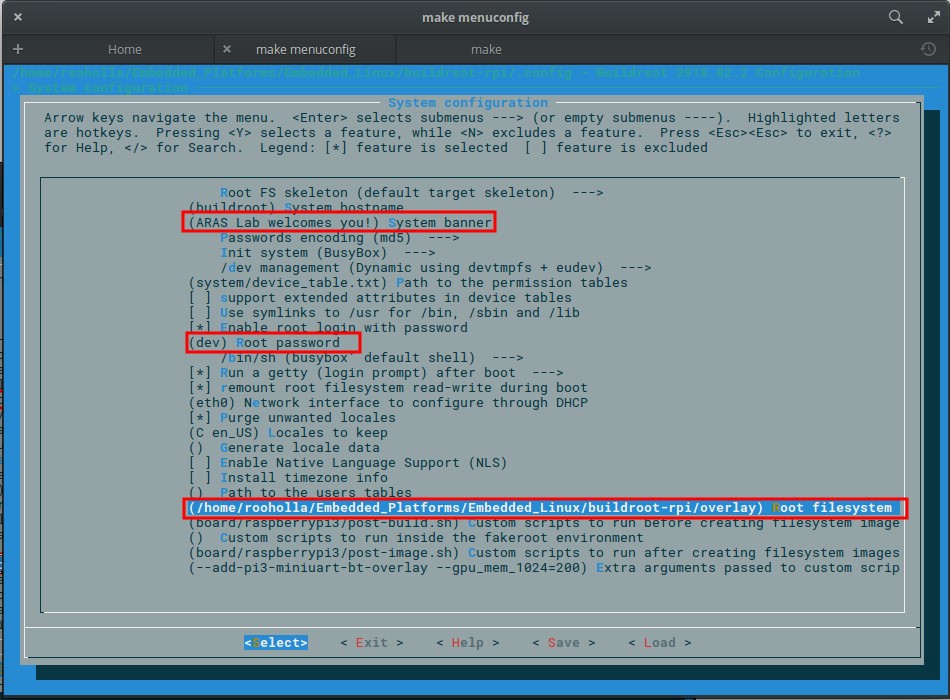 make menuconfig
Home
make menuconfig
make
/home/rooholla/Embedded_Platforms/Embedded_Linux/buildroot-rpi/.config - Buildroot 2018.02.2 Configuration
System configuration
System configuration
Arrow keys navigate the menu.  <Enter> selects submenus ---> (or empty submenus ----).  Highlighted letters
are hotkeys.  Pressing <Y> selects a feature, while <N> excludes a feature.  Press <Esc><Esc> to exit, <?>
for Help, </> for Search.  Legend: [*] feature is selected  [ ] feature is excluded
Root FS skeleton (default target skeleton)  --->
(buildroot) System hostname
(ARAS Lab welcomes you!) System banner
Passwords encoding (md5)  --->
Init system (BusyBox)  --->
/dev management (Dynamic using devtmpfs + eudev)  --->
(system/device_table.txt) Path to the permission tables
[ ] support extended attributes in device tables
[ ] Use symlinks to /usr for /bin, /sbin and /lib
[*] Enable root login with password
(dev) Root password
/bin/sh (busybox' default shell)  --->
[*] Run a getty (login prompt) after boot  --->
[*] remount root filesystem read-write during boot
(eth0) Network interface to configure through DHCP
[*] Purge unwanted locales
(C en_US) Locales to keep
()  Generate locale data
[ ] Enable Native Language Support (NLS)
[ ] Install timezone info
()  Path to the users tables
(/home/rooholla/Embedded_Platforms/Embedded_Linux/buildroot-rpi/overlay) Root filesystem
(board/raspberrypi3/post-build.sh) Custom scripts to run before creating filesystem image
()  Custom scripts to run inside the fakeroot environment
(board/raspberrypi3/post-image.sh) Custom scripts to run after creating filesystem images
(--add-pi3-miniuart-bt-overlay --gpu_mem_1024=200) Extra arguments passed to custom scrip
<Select>    < Exit >    < Help >    < Save >    < Load >